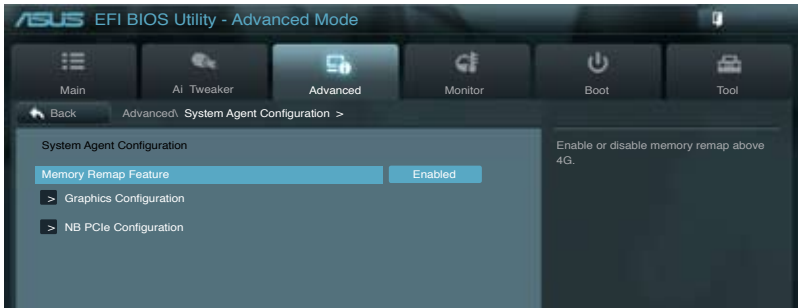 ASUS EFI BIOS Utility - Advanced Mode
Main Ai Tweaker Advanced Monitor Boot Tool
Back Advanced\ System Agent Configuration >
System Agent Configuration
Memory Remap Feature Enabled
> Graphics Configuration
> NB PCIe Configuration
Enable or disable memory remap above
4G.